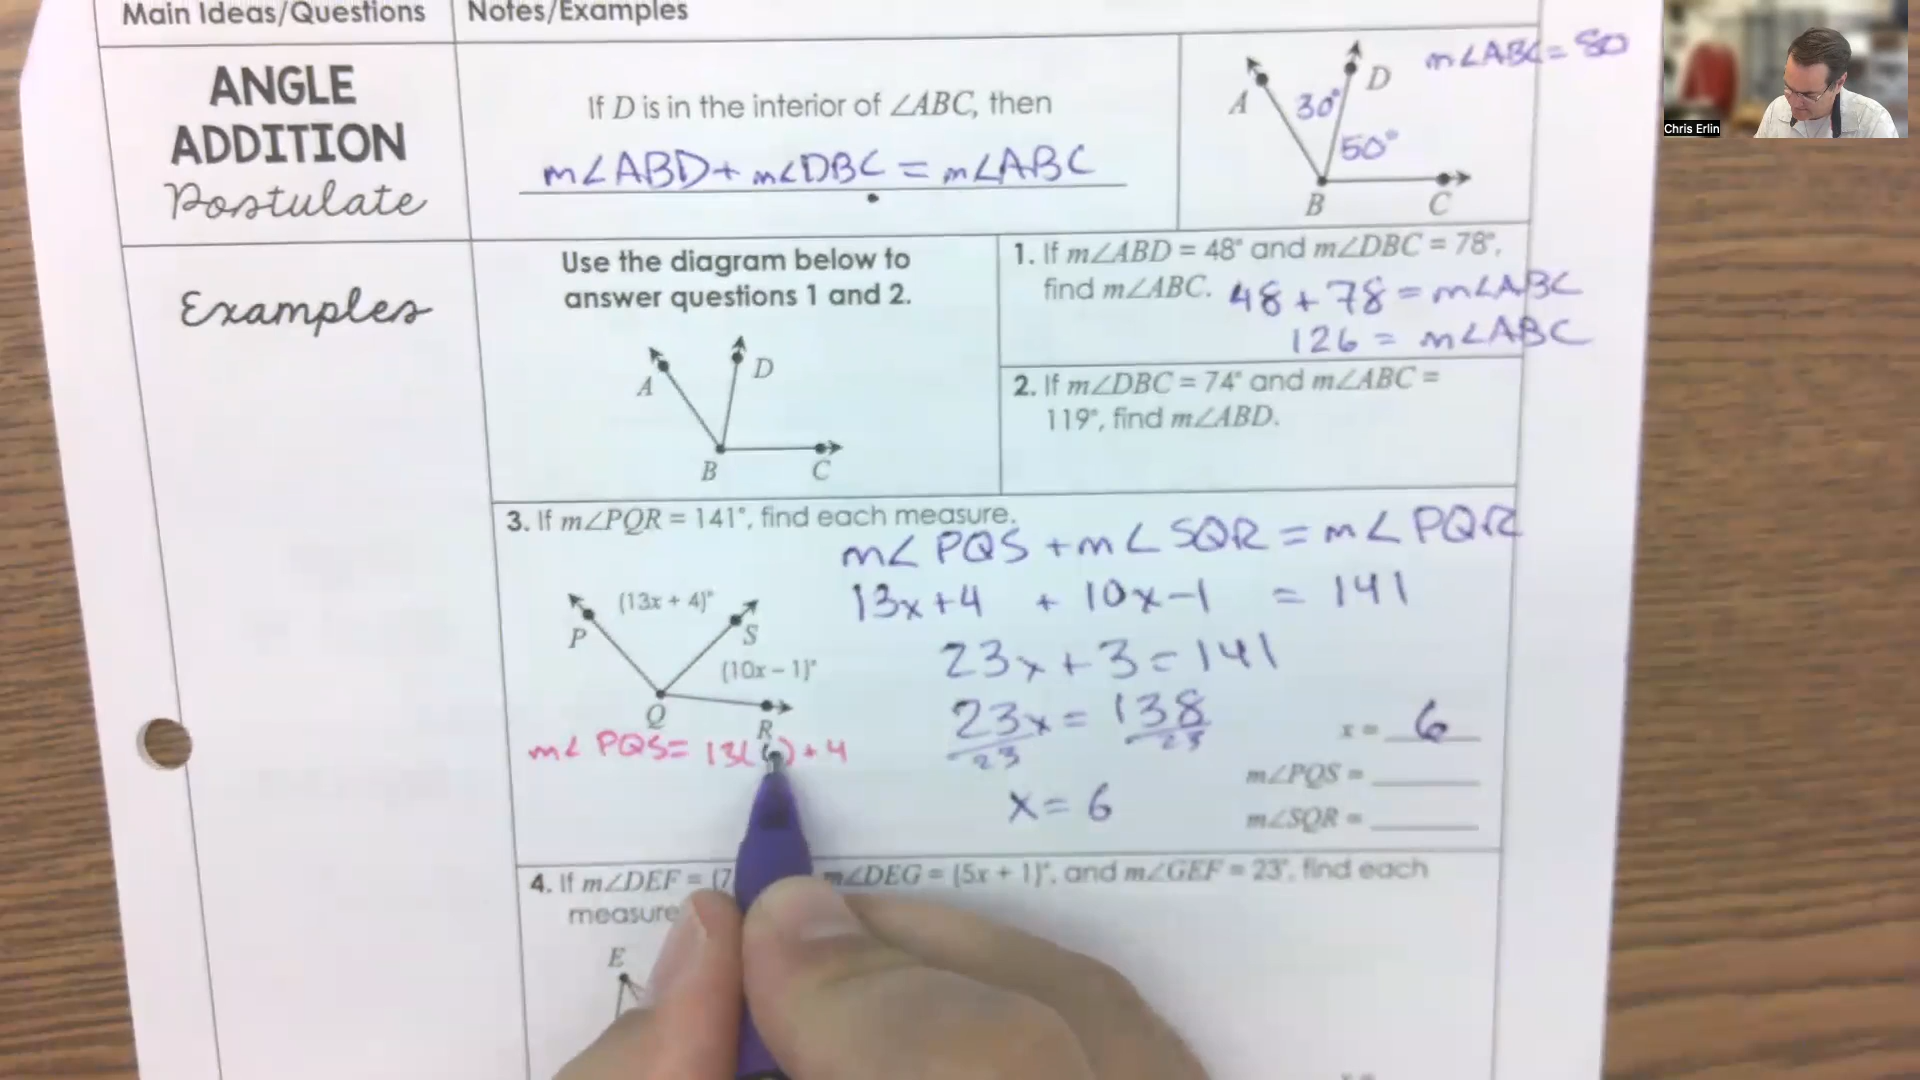 Main Ideas/Questions
Notes/Examples
ANGLE
ADDITION
Postulate
If D is in the interior of ∠ABC, then
m∠ABD + m∠DBC = m∠ABC
m∠ABC = 80
A
30°
D
50°
B
C
Chris Erlin
Examples
Use the diagram below to
answer questions 1 and 2.
A
D
B
C
1. If m∠ABD = 48° and m∠DBC = 78°,
find m∠ABC.
48 + 78 = m∠ABC
126 = m∠ABC
2. If m∠DBC = 74° and m∠ABC =
119°, find m∠ABD.
3. If m∠PQR = 141°, find each measure.
m∠PQS + m∠SQR = m∠PQR
(13x + 4)°
P
S
(10x – 1)°
Q
R
13x+4 + 10x-1 = 141
23x + 3 = 141
23x = 138
23 23
x = 6
m∠PQS = 13( ) + 4
x = 6
m∠PQS =
m∠SQR =
4. If m∠DEF = (7 m∠DEG = (5x + 1)°, and m∠GEF = 23°, find each
measure
E